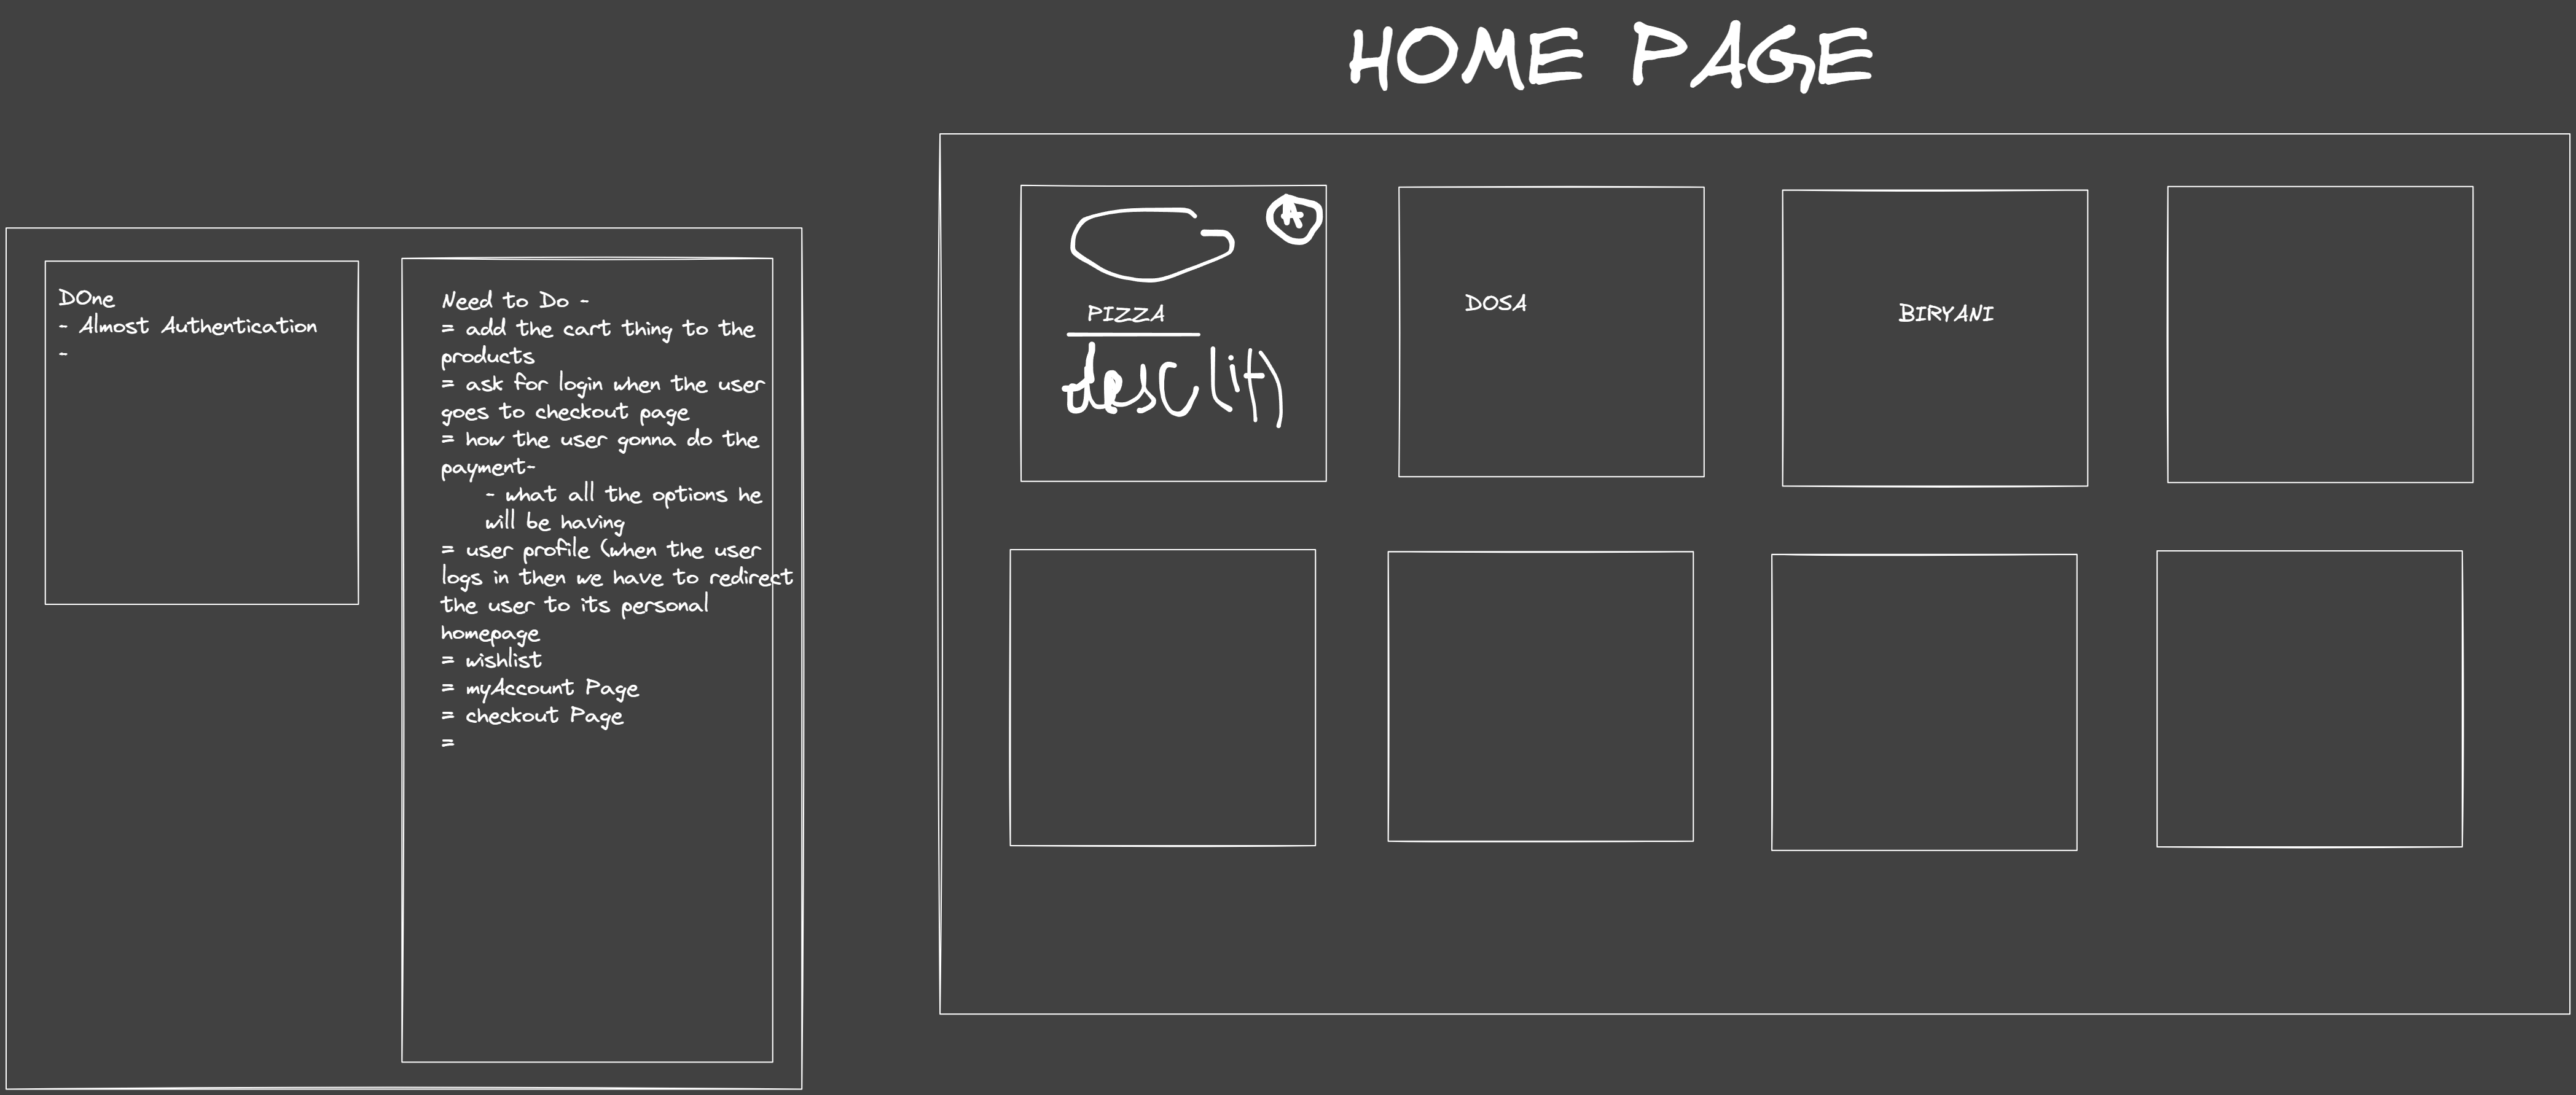 HOME PAGE
DOne
- Almost Authentication
-
Need to Do -
= add the cart thing to the
products
= ask for login when the user
goes to checkout page
= how the user gonna do the
payment-
- what all the options he
will be having
= user profile (when the user
logs in then we have to redirect
the user to its personal
homepage
= wishlist
= myAccount Page
= checkout Page
=
PIZZA
desc
DOSA
BIRYANI